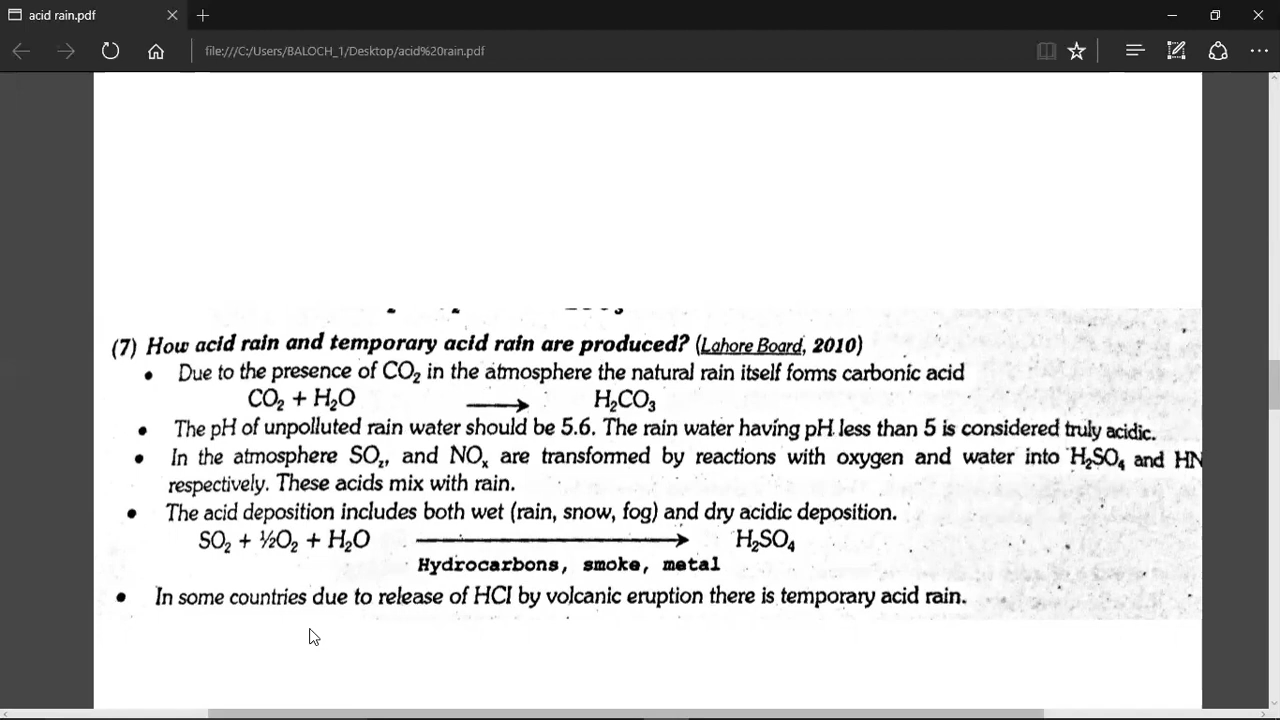 acid rain.pdf
file:///C:/Users/BALOCH_1/Desktop/acid%20rain.pdf
(7) How acid rain and temporary acid rain are produced? (Lahore Board, 2010)
• Due to the presence of CO₂ in the atmosphere the natural rain itself forms carbonic acid
CO₂ + H₂O ⟶ H₂CO₃
• The pH of unpolluted rain water should be 5.6. The rain water having pH less than 5 is considered truly acidic.
• In the atmosphere SO₂, and NOₓ are transformed by reactions with oxygen and water into H₂SO₄ and HN
respectively. These acids mix with rain.
• The acid deposition includes both wet (rain, snow, fog) and dry acidic deposition.
SO₂ + ½O₂ + H₂O ⟶ H₂SO₄
Hydrocarbons, smoke, metal
• In some countries due to release of HCl by volcanic eruption there is temporary acid rain.